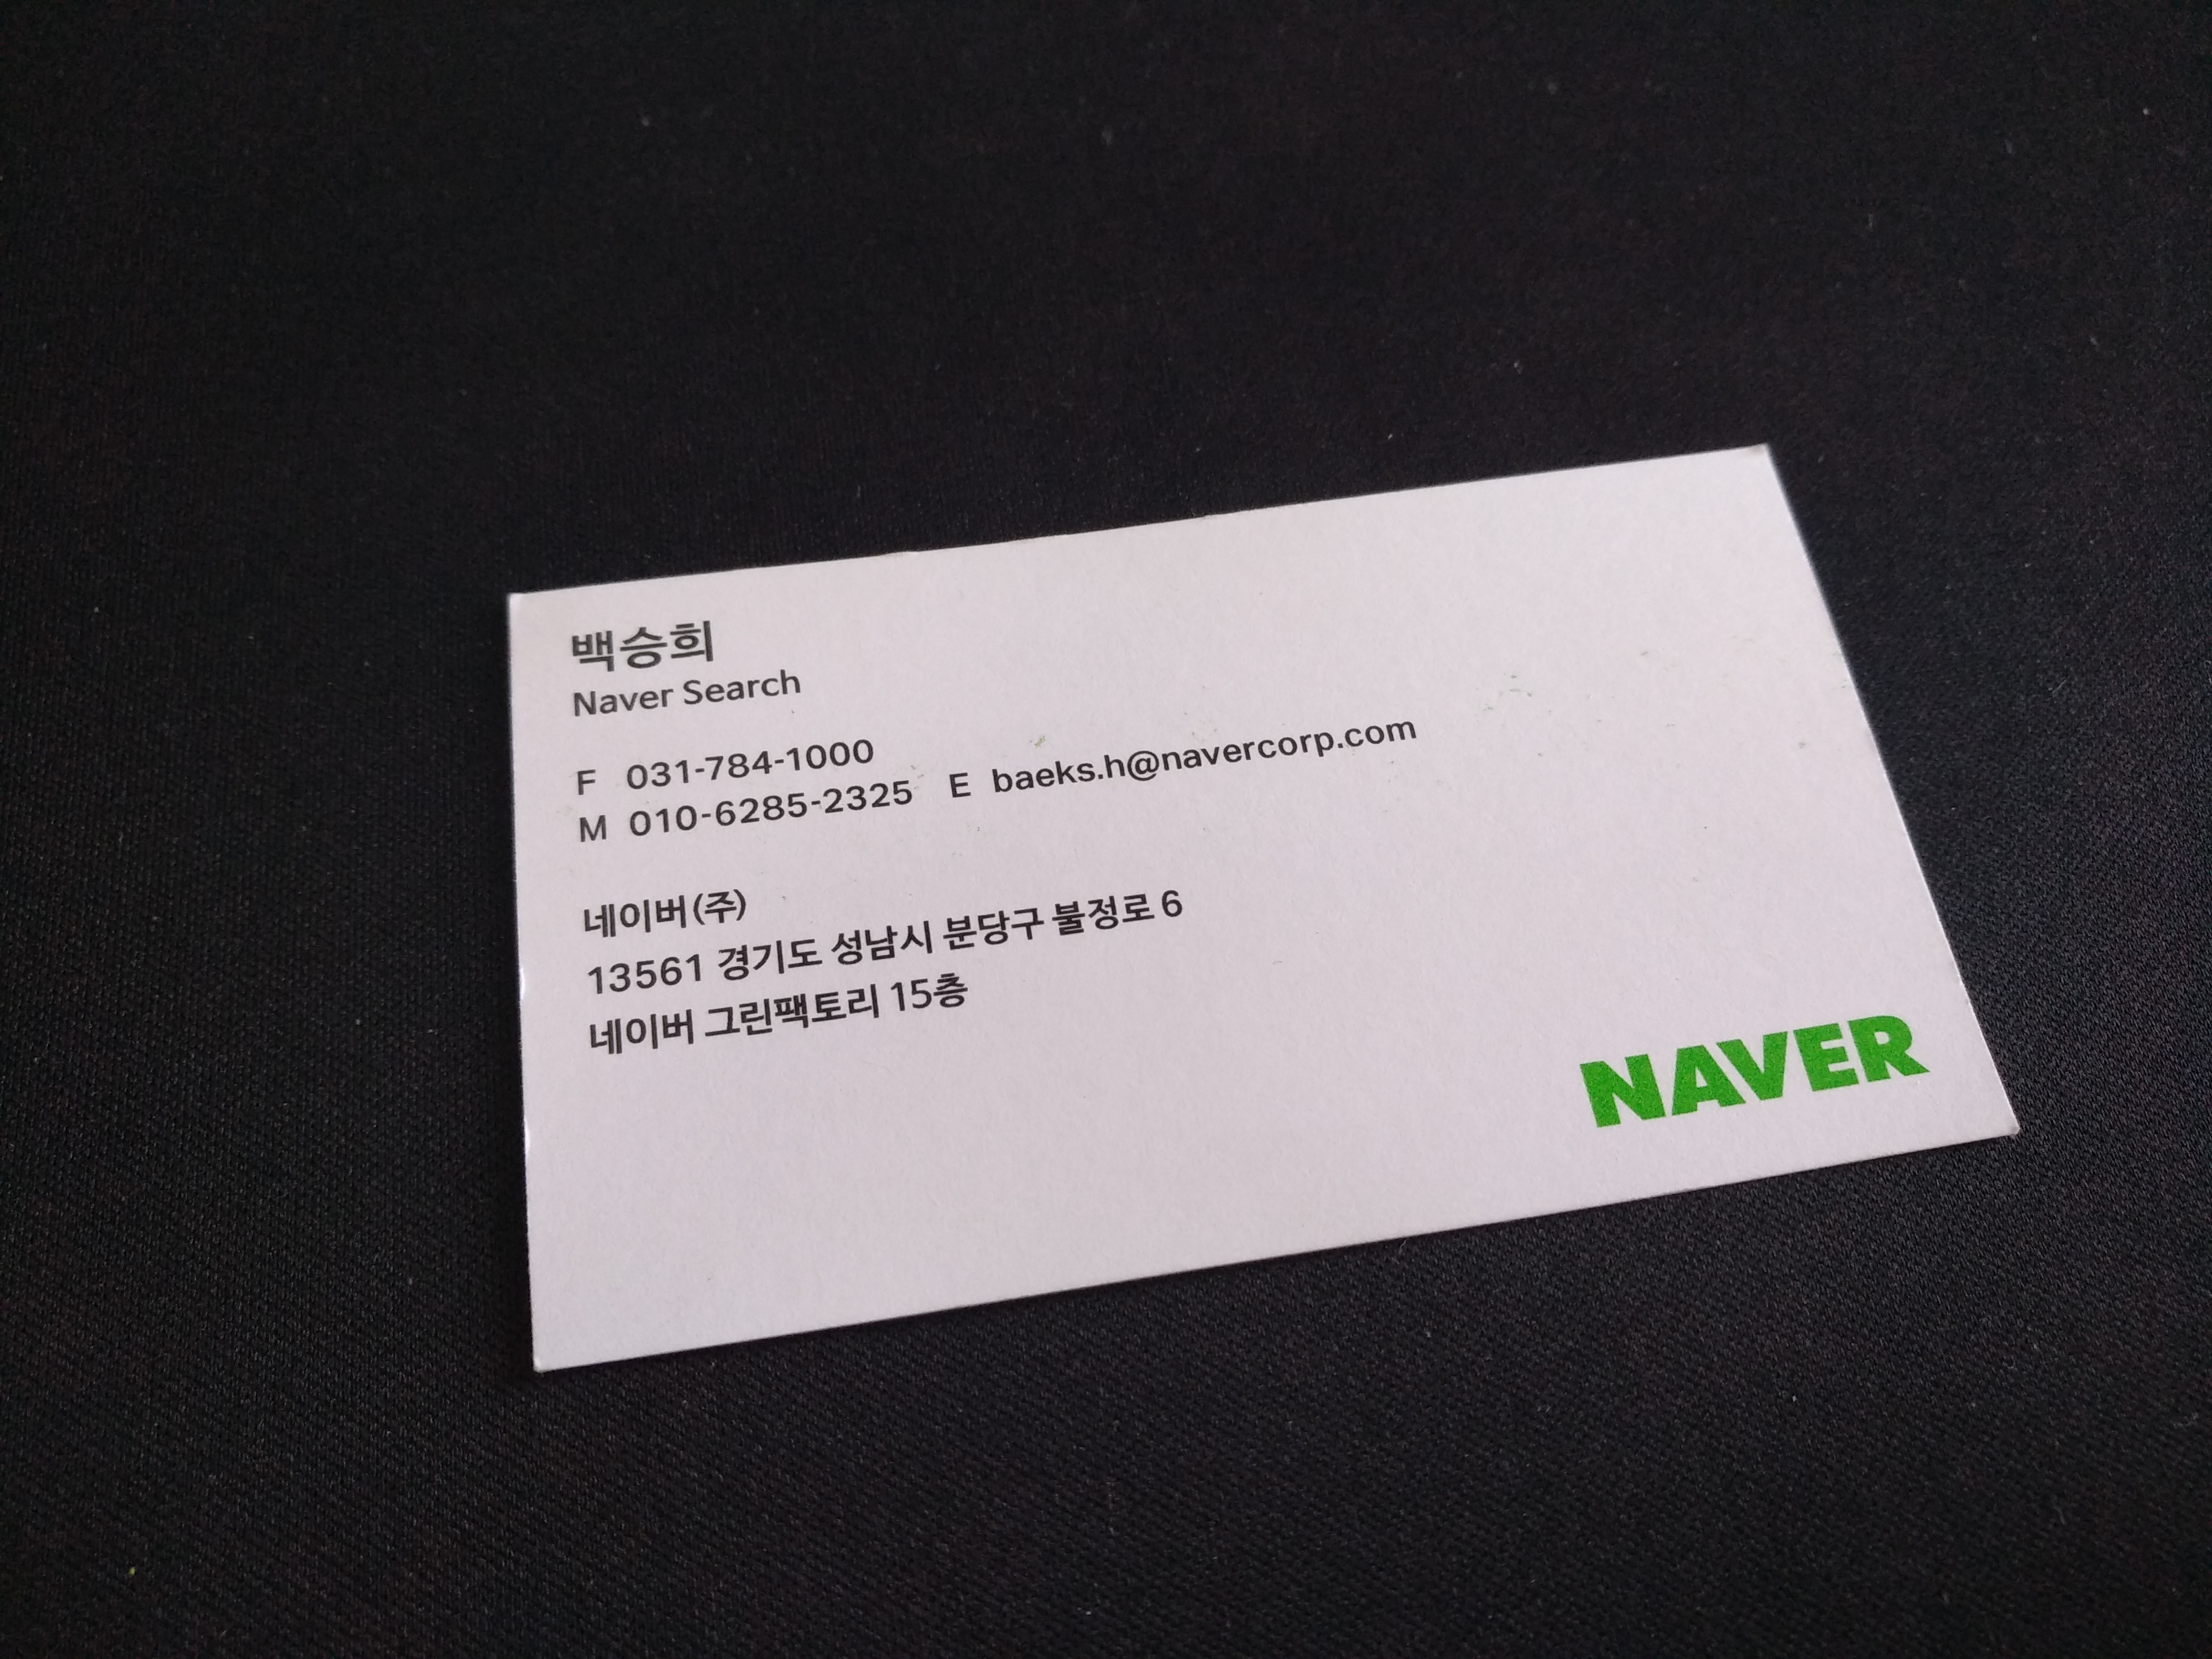 백승희
Naver Search
F 031-784-1000
M 010-6285-2325 E baeks.h@navercorp.com
네이버(주)
13561 경기도 성남시 분당구 불정로 6
네이버 그린팩토리 15층
NAVER